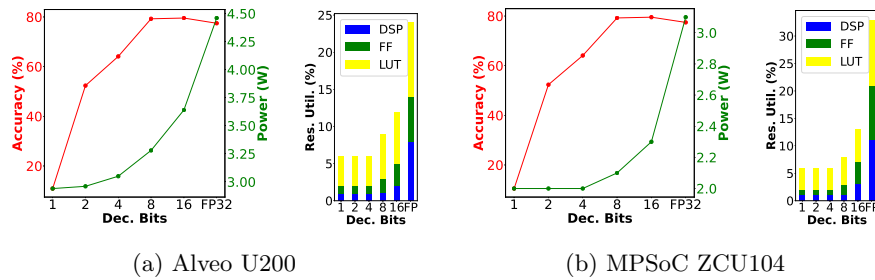 80
60
40
20
Accuracy (%)
4.50
4.25
4.00
3.75
3.50
3.25
3.00
Power (W)
1 2 4 8 16 FP32
Dec. Bits
25
20
15
10
5
0
Res. Util. (%)
DSP
FF
LUT
1 2 4 8 16 FP
Dec. Bits
80
60
40
20
Accuracy (%)
3.0
2.8
2.6
2.4
2.2
2.0
Power (W)
1 2 4 8 16 FP32
Dec. Bits
30
25
20
15
10
5
0
Res. Util. (%)
DSP
FF
LUT
1 2 4 8 16 FP
Dec. Bits
(a) Alveo U200
(b) MPSoC ZCU104